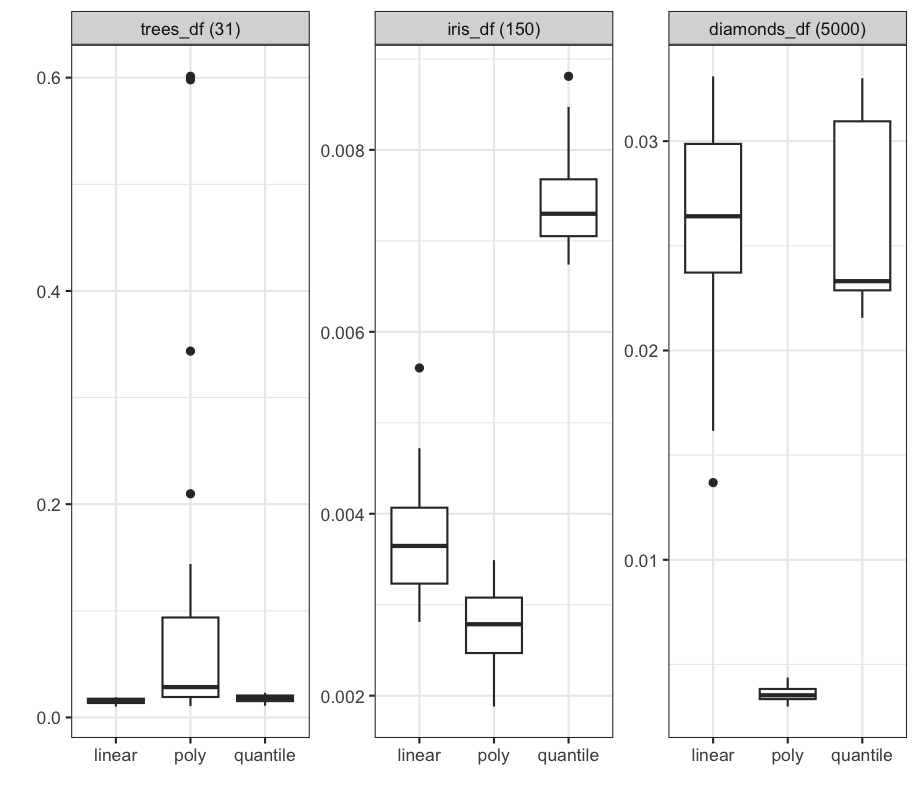 trees_df (31)
iris_df (150)
diamonds_df (5000)
0.6
0.4
0.2
0.0
0.008
0.006
0.004
0.002
0.03
0.02
0.01
linear poly quantile
linear poly quantile
linear poly quantile